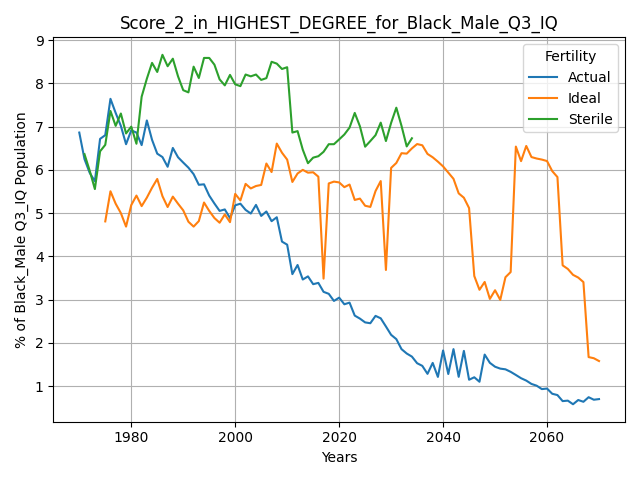 Score_2_in_HIGHEST_DEGREE_for_Black_Male_Q3_IQ
% of Black_Male Q3_IQ Population
9
8
7
6
5
4
3
2
1
Fertility
Actual
Ideal
Sterile
1980 2000 2020 2040 2060
Years